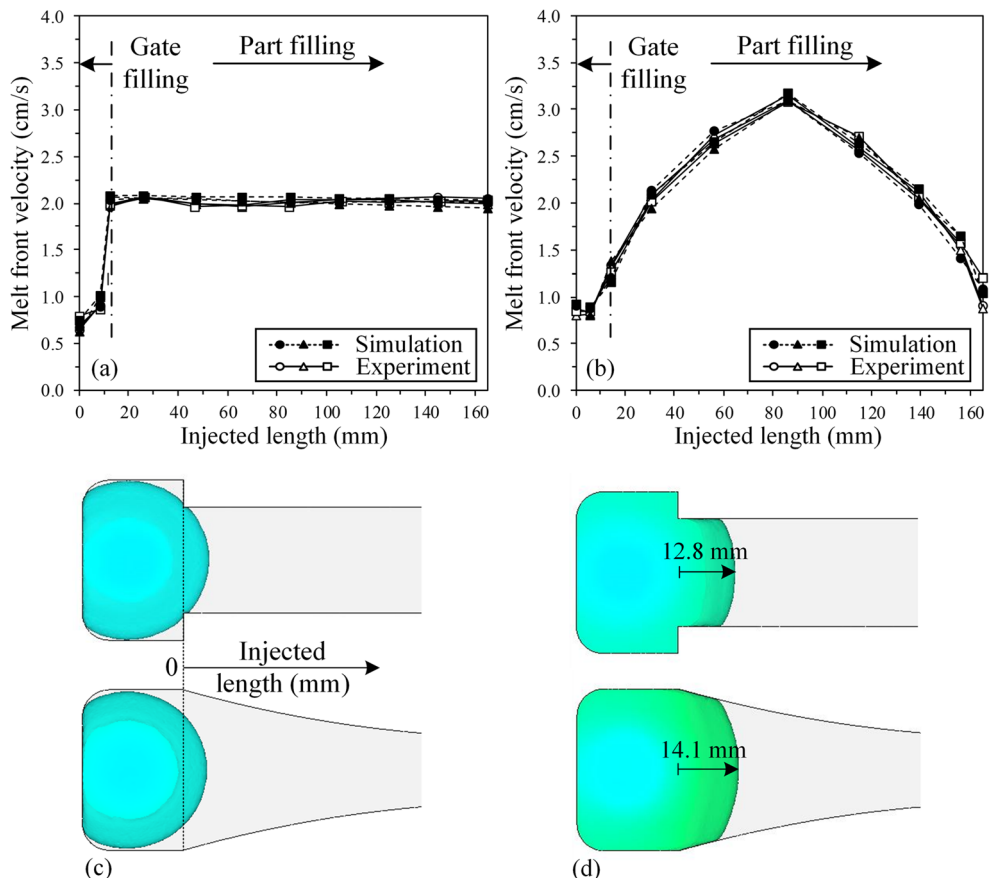 4.0
3.5
3.0
2.5
2.0
1.5
1.0
0.5
0.0
Melt front velocity (cm/s)
Gate
filling
Part filling
(a)
Simulation
Experiment
0 20 40 60 80 100 120 140 160
Injected length (mm)
4.0
3.5
3.0
2.5
2.0
1.5
1.0
0.5
0.0
Melt front velocity (cm/s)
Gate
filling
Part filling
(b)
Simulation
Experiment
0 20 40 60 80 100 120 140 160
Injected length (mm)
0
Injected
length (mm)
(c)
12.8 mm
14.1 mm
(d)